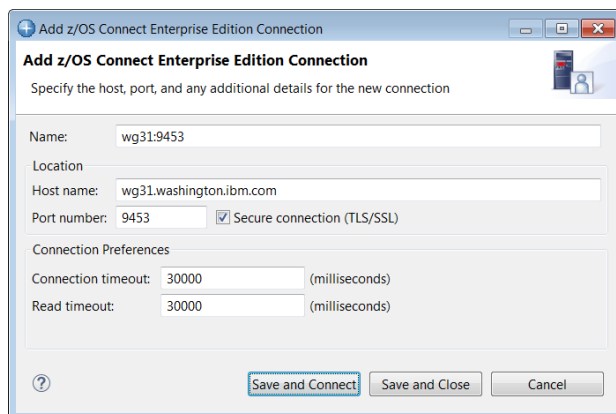 Add z/OS Connect Enterprise Edition Connection
Add z/OS Connect Enterprise Edition Connection
Specify the host, port, and any additional details for the new connection
Name: wg31:9453
Location
Host name: wg31.washington.ibm.com
Port number: 9453 Secure connection (TLS/SSL)
Connection Preferences
Connection timeout: 30000 (milliseconds)
Read timeout: 30000 (milliseconds)
? Save and Connect Save and Close Cancel